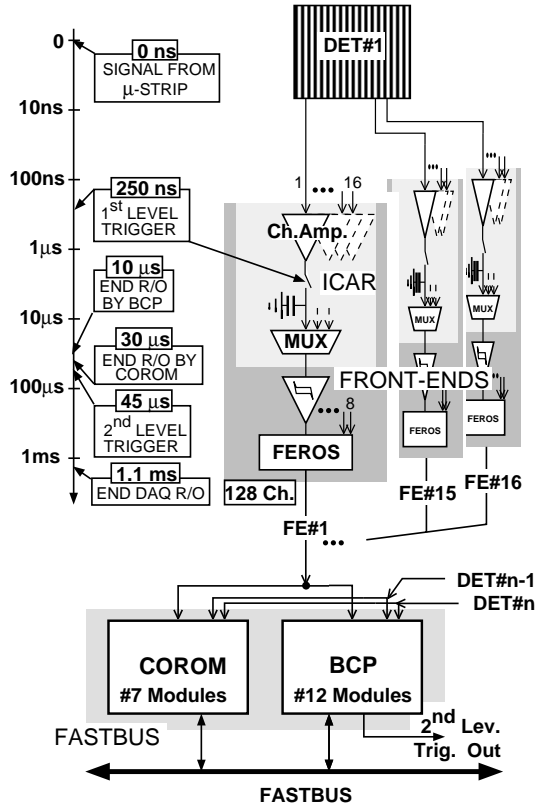 DET#1
0
0 ns
SIGNAL FROM
μ-STRIP
10ns
100ns
250 ns
1st LEVEL
TRIGGER
1μs
10 μs
END R/O
BY BCP
10μs
30 μs
END R/O BY
COROM
100μs
45 μs
2nd LEVEL
TRIGGER
1ms
1.1 ms
END DAQ R/O
1 ••• 16
Ch.Amp.
ICAR
MUX
••• 8
FEROS
128 Ch.
FRONT-ENDS
•••
MUX
FEROS
•••
MUX
••
FEROS
FE#1
•••
FE#15
FE#16
DET#n-1
DET#n
COROM
#7 Modules
BCP
#12 Modules
FASTBUS
2nd Lev.
Trig. Out
FASTBUS